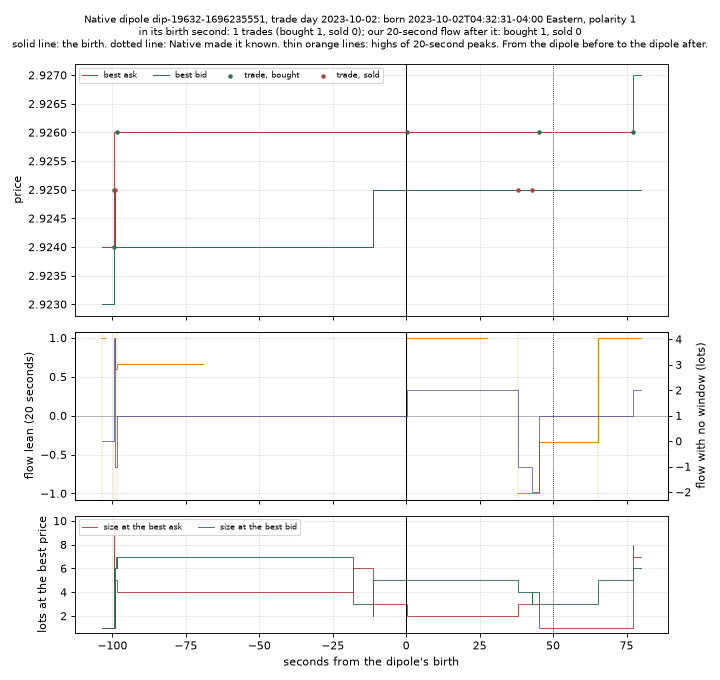 Native dipole dip-19632-1696235551, trade day 2023-10-02: born 2023-10-02T04:32:31-04:00 Eastern, polarity 1
in its birth second: 1 trades (bought 1, sold 0); our 20-second flow after it: bought 1, sold 0
solid line: the birth. dotted line: Native made it known. thin orange lines: highs of 20-second peaks. From the dipole before to the dipole after.
best ask
best bid
trade, bought
trade, sold
2.9270
2.9265
2.9260
2.9255
2.9250
2.9245
2.9240
2.9235
2.9230
price
1.0
0.5
0.0
−0.5
−1.0
flow lean (20 seconds)
4
3
2
1
0
−1
−2
flow with no window (lots)
size at the best ask
size at the best bid
10
8
6
4
2
lots at the best price
−100
−75
−50
−25
0
25
50
75
seconds from the dipole's birth